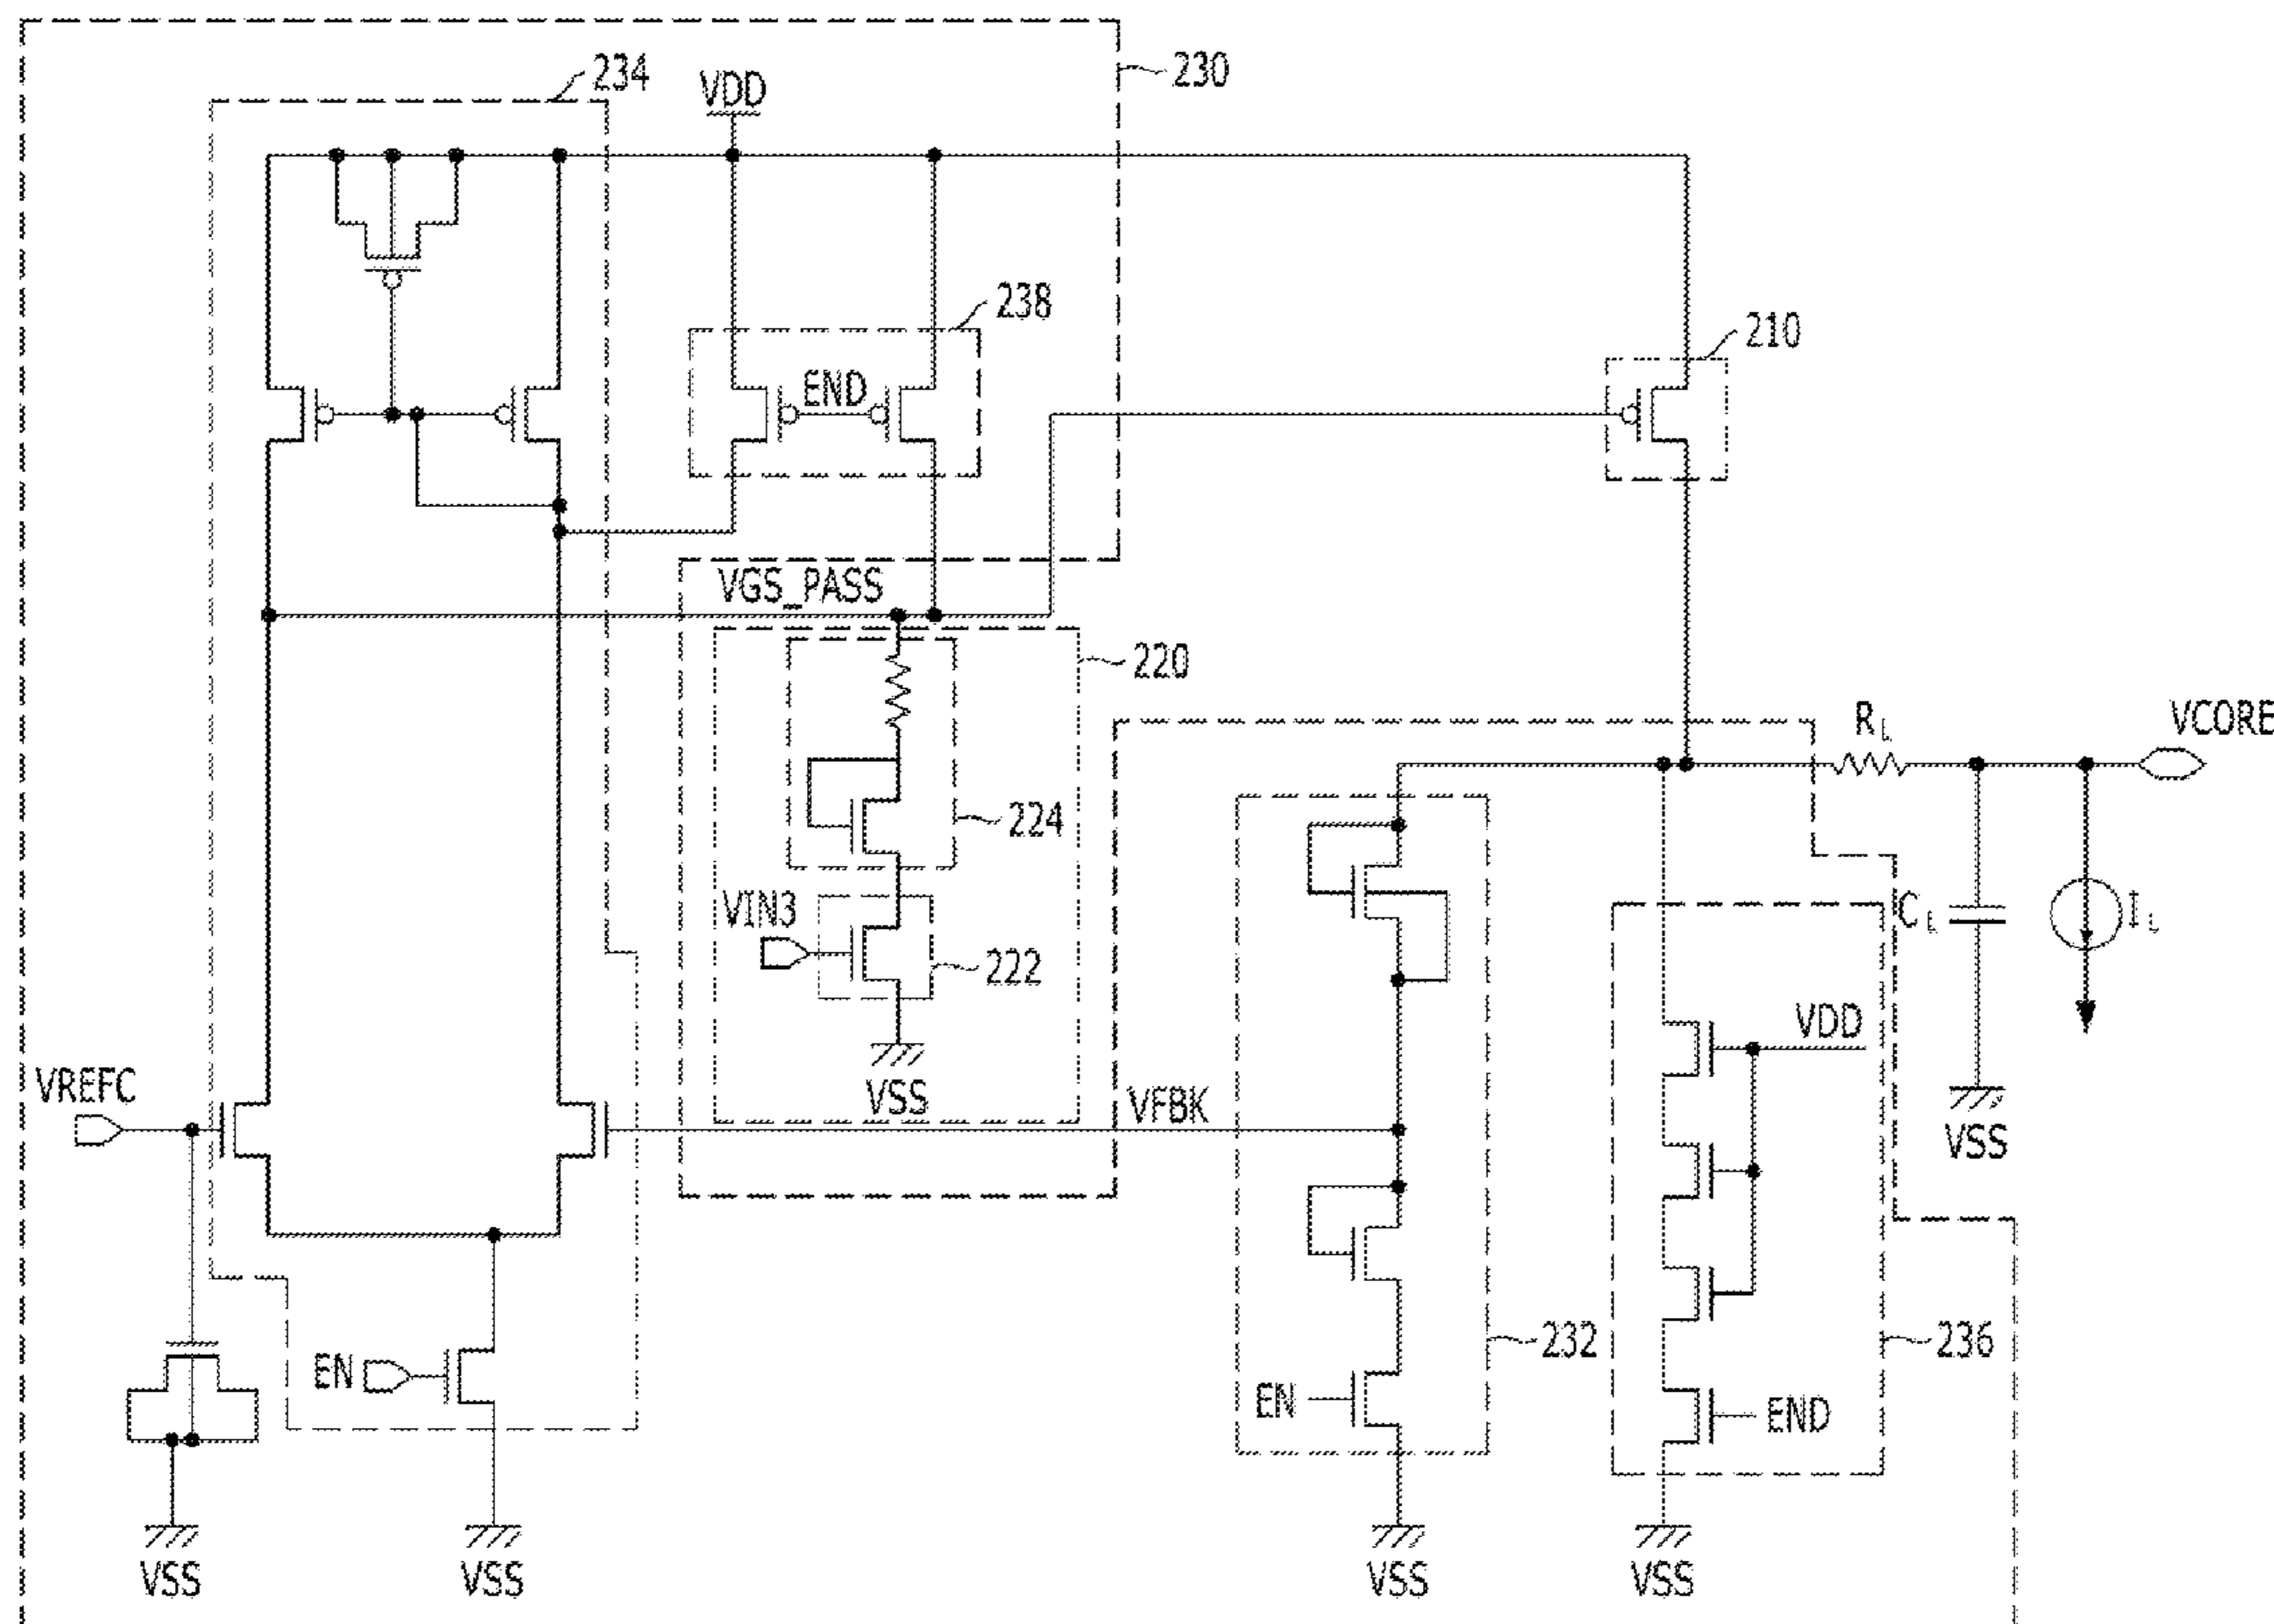 234
230
VDD
238
210
END
VGS_PASS
220
RL
VCORE
224
VIN3
CL
IL
222
VDD
VREFC
VSS
VFBK
VSS
232
236
EN
EN
END
VSS
VSS
VSS
VSS